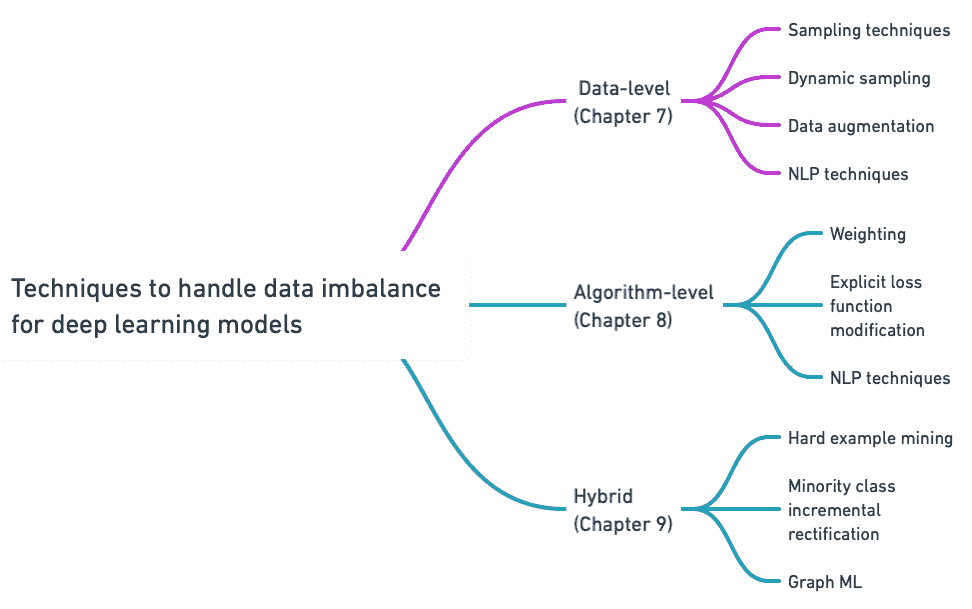 Techniques to handle data imbalance
for deep learning models
Data-level
(Chapter 7)
Sampling techniques
Dynamic sampling
Data augmentation
NLP techniques
Algorithm-level
(Chapter 8)
Weighting
Explicit loss
function
modification
NLP techniques
Hybrid
(Chapter 9)
Hard example mining
Minority class
incremental
rectification
Graph ML